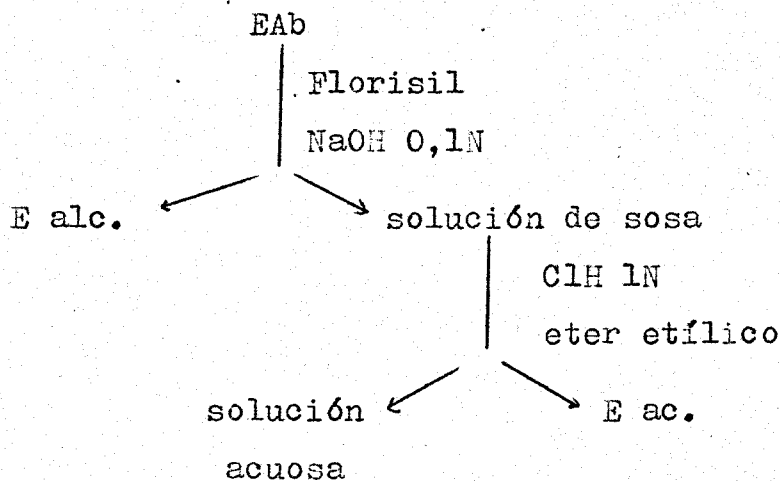 EAb
Florisil
NaOH 0,1N
E alc.
solución de sosa
ClH 1N
eter etílico
solución
acuosa
E ac.